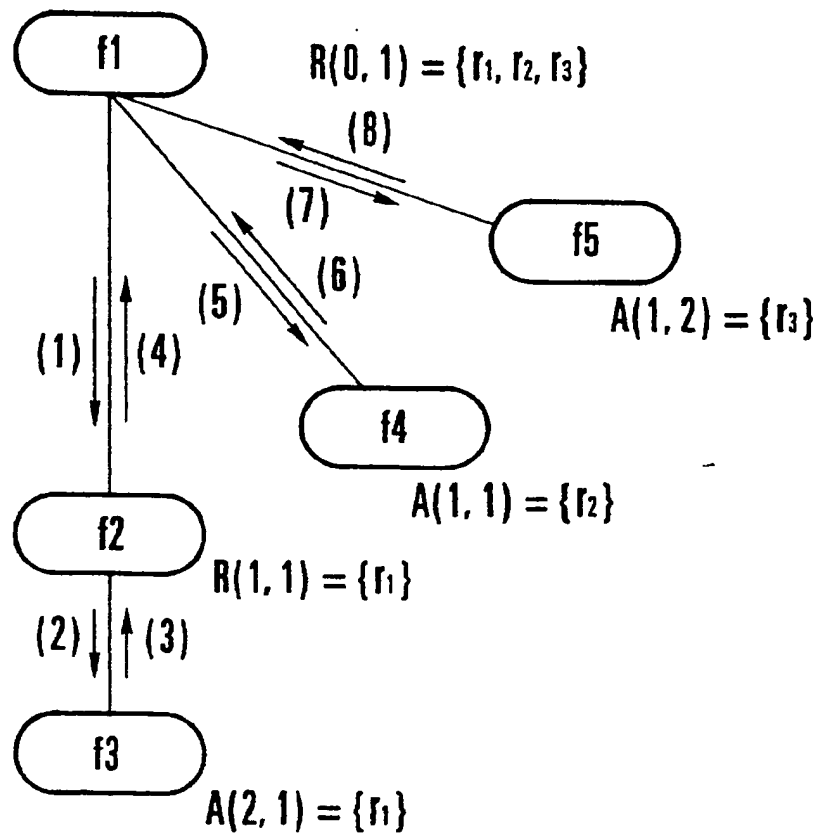 f1
R(0, 1) = {r₁, r₂, r₃}
(8)
(7)
f5
A(1, 2) = {r₃}
(6)
(5)
(1)
(4)
f4
A(1, 1) = {r₂}
f2
R(1, 1) = {r₁}
(2)
(3)
f3
A(2, 1) = {r₁}